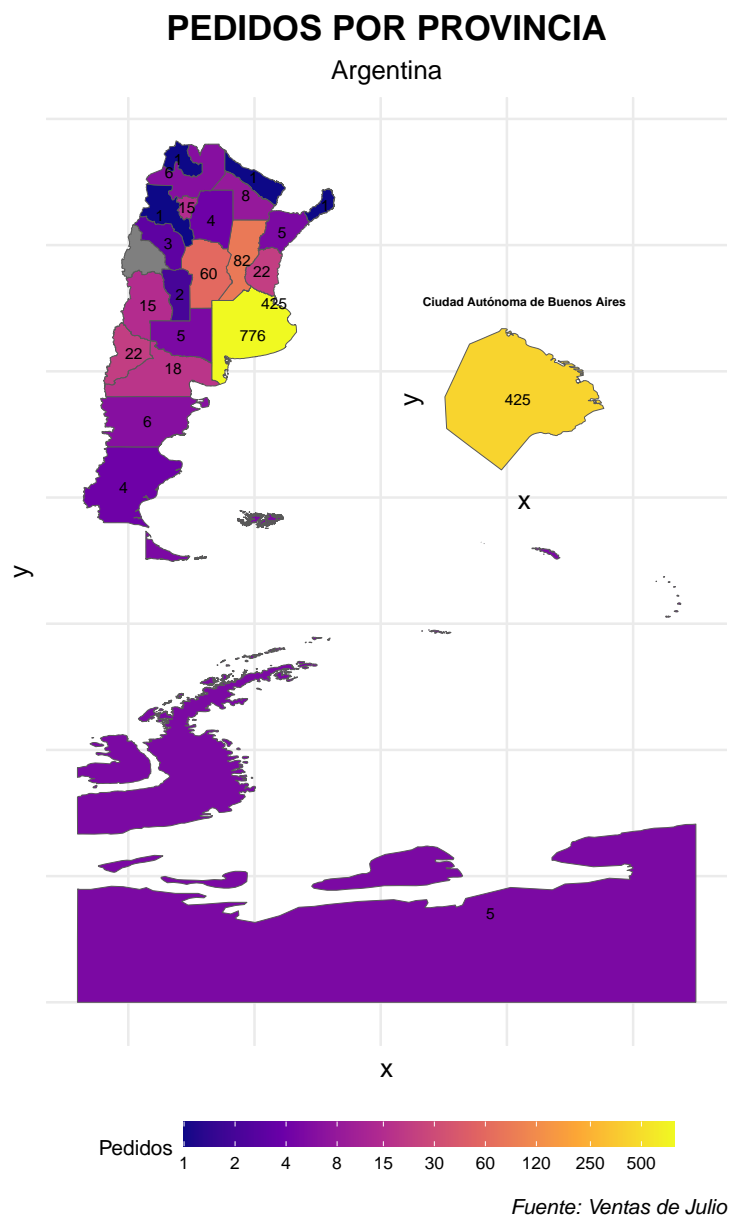 PEDIDOS POR PROVINCIA
Argentina
1
6
1
8
15
1
1
4
5
3
82
60
22
2
15
425
Ciudad Autónoma de Buenos Aires
5
776
22
18
y
425
6
x
4
y
5
x
Pedidos
1 2 4 8 15 30 60 120 250 500
Fuente: Ventas de Julio